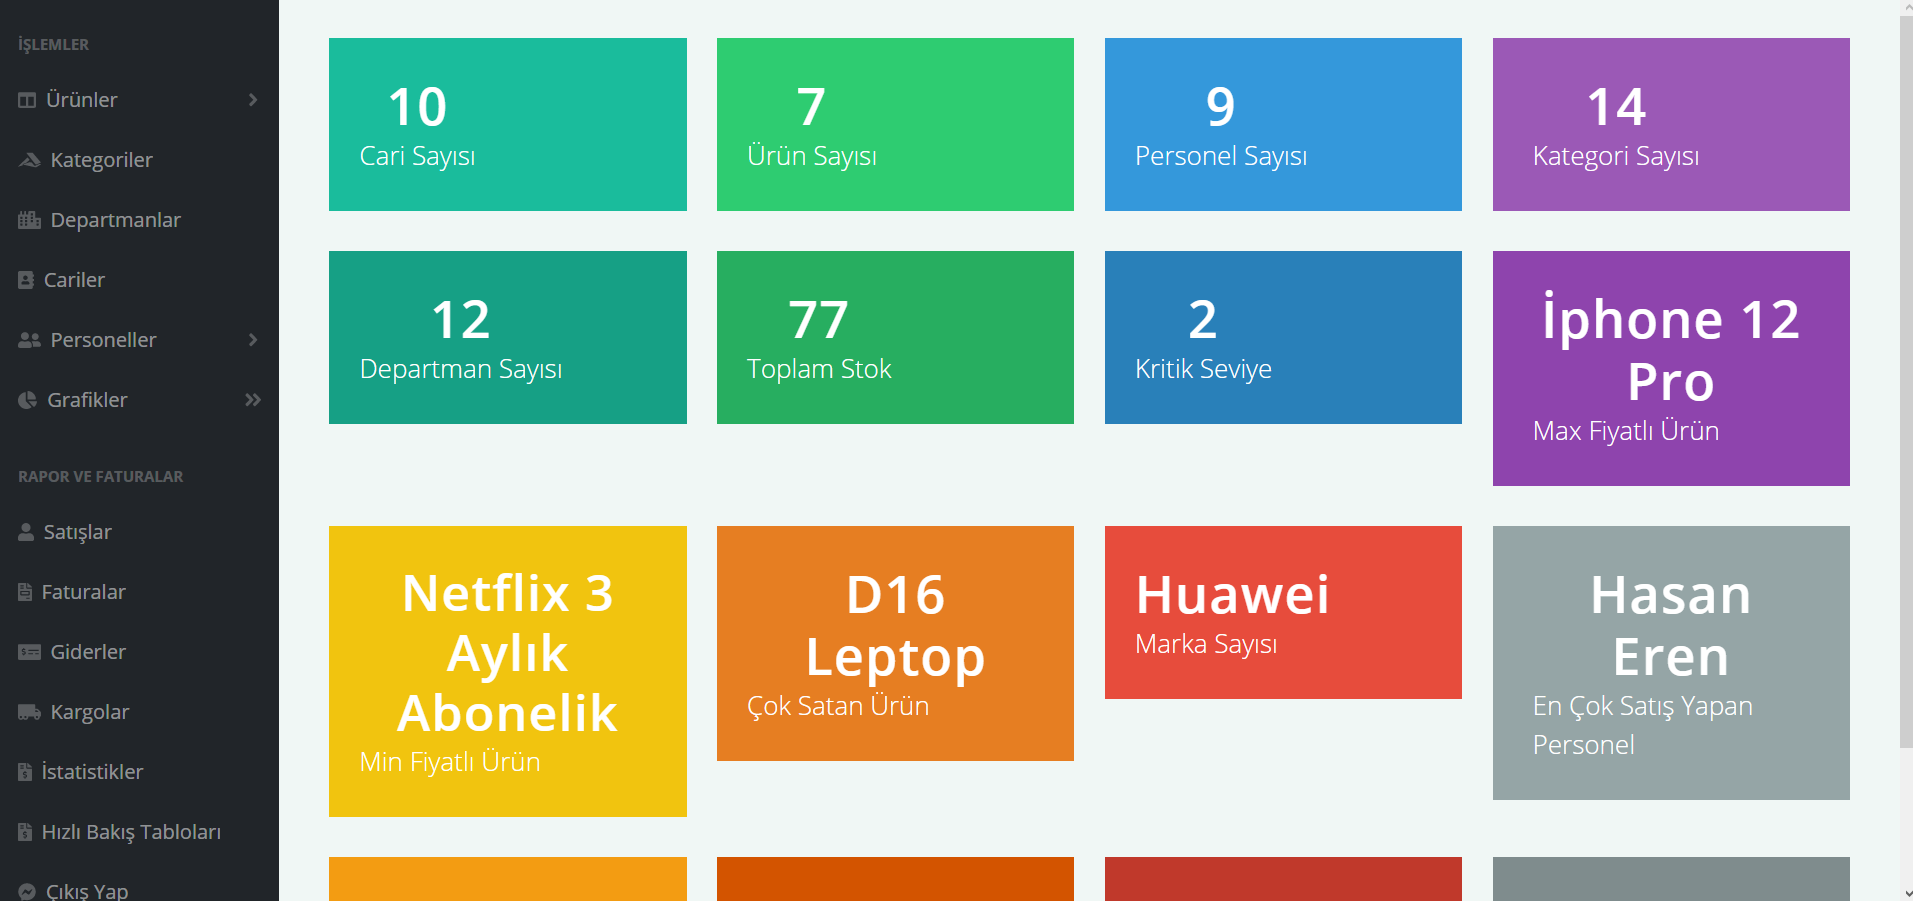 İŞLEMLER
Ürünler
Kategoriler
Departmanlar
Cariler
Personeller
Grafikler
RAPOR VE FATURALAR
Satışlar
Faturalar
Giderler
Kargolar
İstatistikler
Hızlı Bakış Tabloları
Çıkış Yap
10
Cari Sayısı
7
Ürün Sayısı
9
Personel Sayısı
14
Kategori Sayısı
12
Departman Sayısı
77
Toplam Stok
2
Kritik Seviye
İphone 12
Pro
Max Fiyatlı Ürün
Netflix 3
Aylık
Abonelik
Min Fiyatlı Ürün
D16
Leptop
Çok Satan Ürün
Huawei
Marka Sayısı
Hasan
Eren
En Çok Satış Yapan
Personel